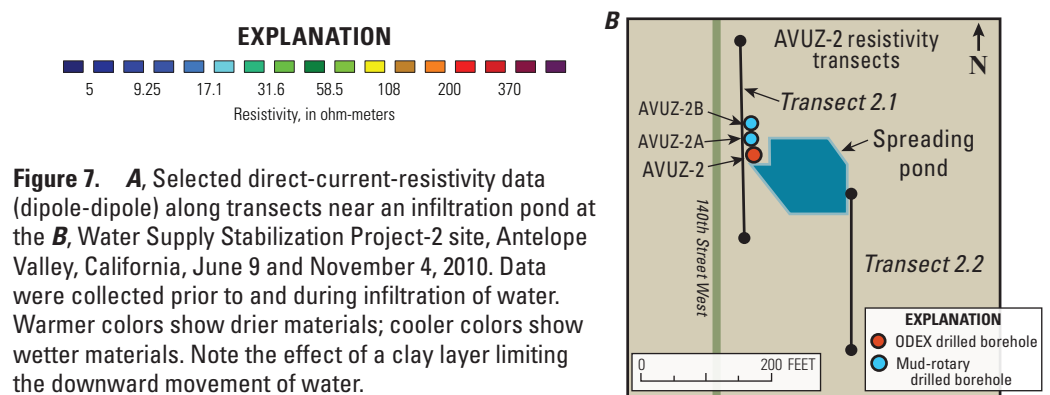 EXPLANATION
5 9.25 17.1 31.6 58.5 108 200 370
Resistivity, in ohm-meters
Figure 7. A, Selected direct-current-resistivity data
(dipole-dipole) along transects near an infiltration pond at
the B, Water Supply Stabilization Project-2 site, Antelope
Valley, California, June 9 and November 4, 2010. Data
were collected prior to and during infiltration of water.
Warmer colors show drier materials; cooler colors show
wetter materials. Note the effect of a clay layer limiting
the downward movement of water.
B
AVUZ-2 resistivity
transects
N
Transect 2.1
AVUZ-2B
AVUZ-2A
AVUZ-2
Spreading
pond
140th Street West
Transect 2.2
0 200 FEET
EXPLANATION
ODEX drilled borehole
Mud-rotary
drilled borehole